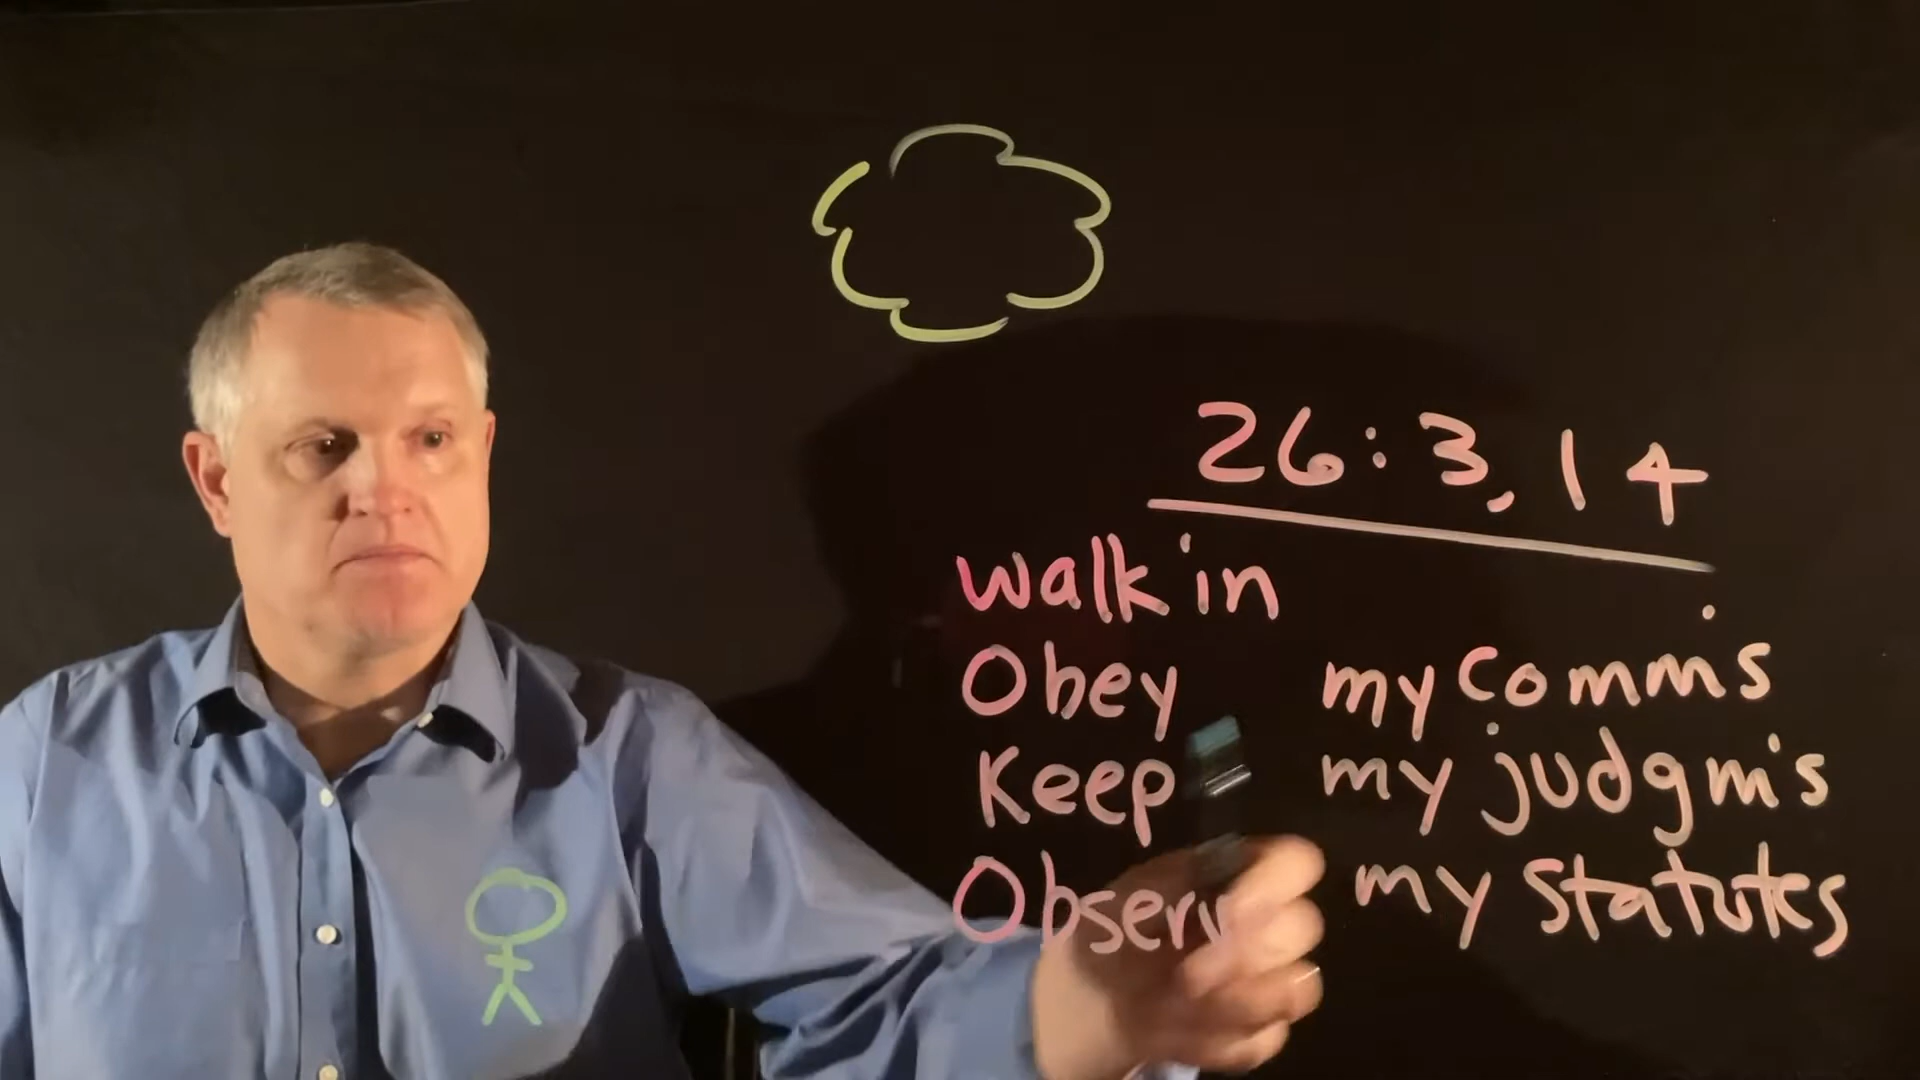 26:3,14
Walk in
Obey my comms
Keep my judgm's
my Statutes